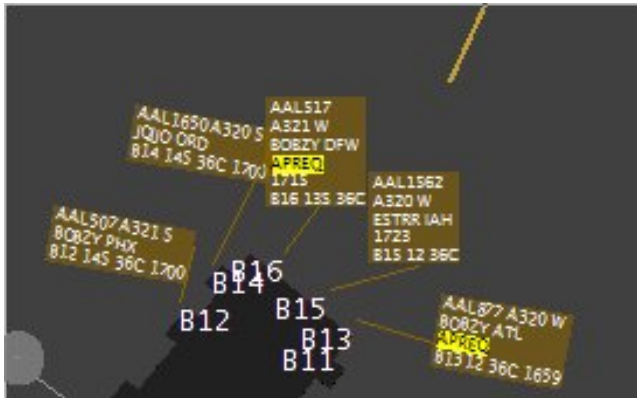 AAL1650 A320 S
JOJJO ORD
B14 14S 36C 1700
AAL517
A321 W
BOBZY DFW
APREQ
1715
B16 13S 36C
AAL1562
A320 W
ESTRR IAH
1723
B15 12 36C
AAL507 A321 S
BOBZY PHX
B12 14S 36C 1700
AAL877 A320 W
BOBZY ATL
APREQ
B13 12 36C 1659
B16
B14
B15
B12
B13
B11